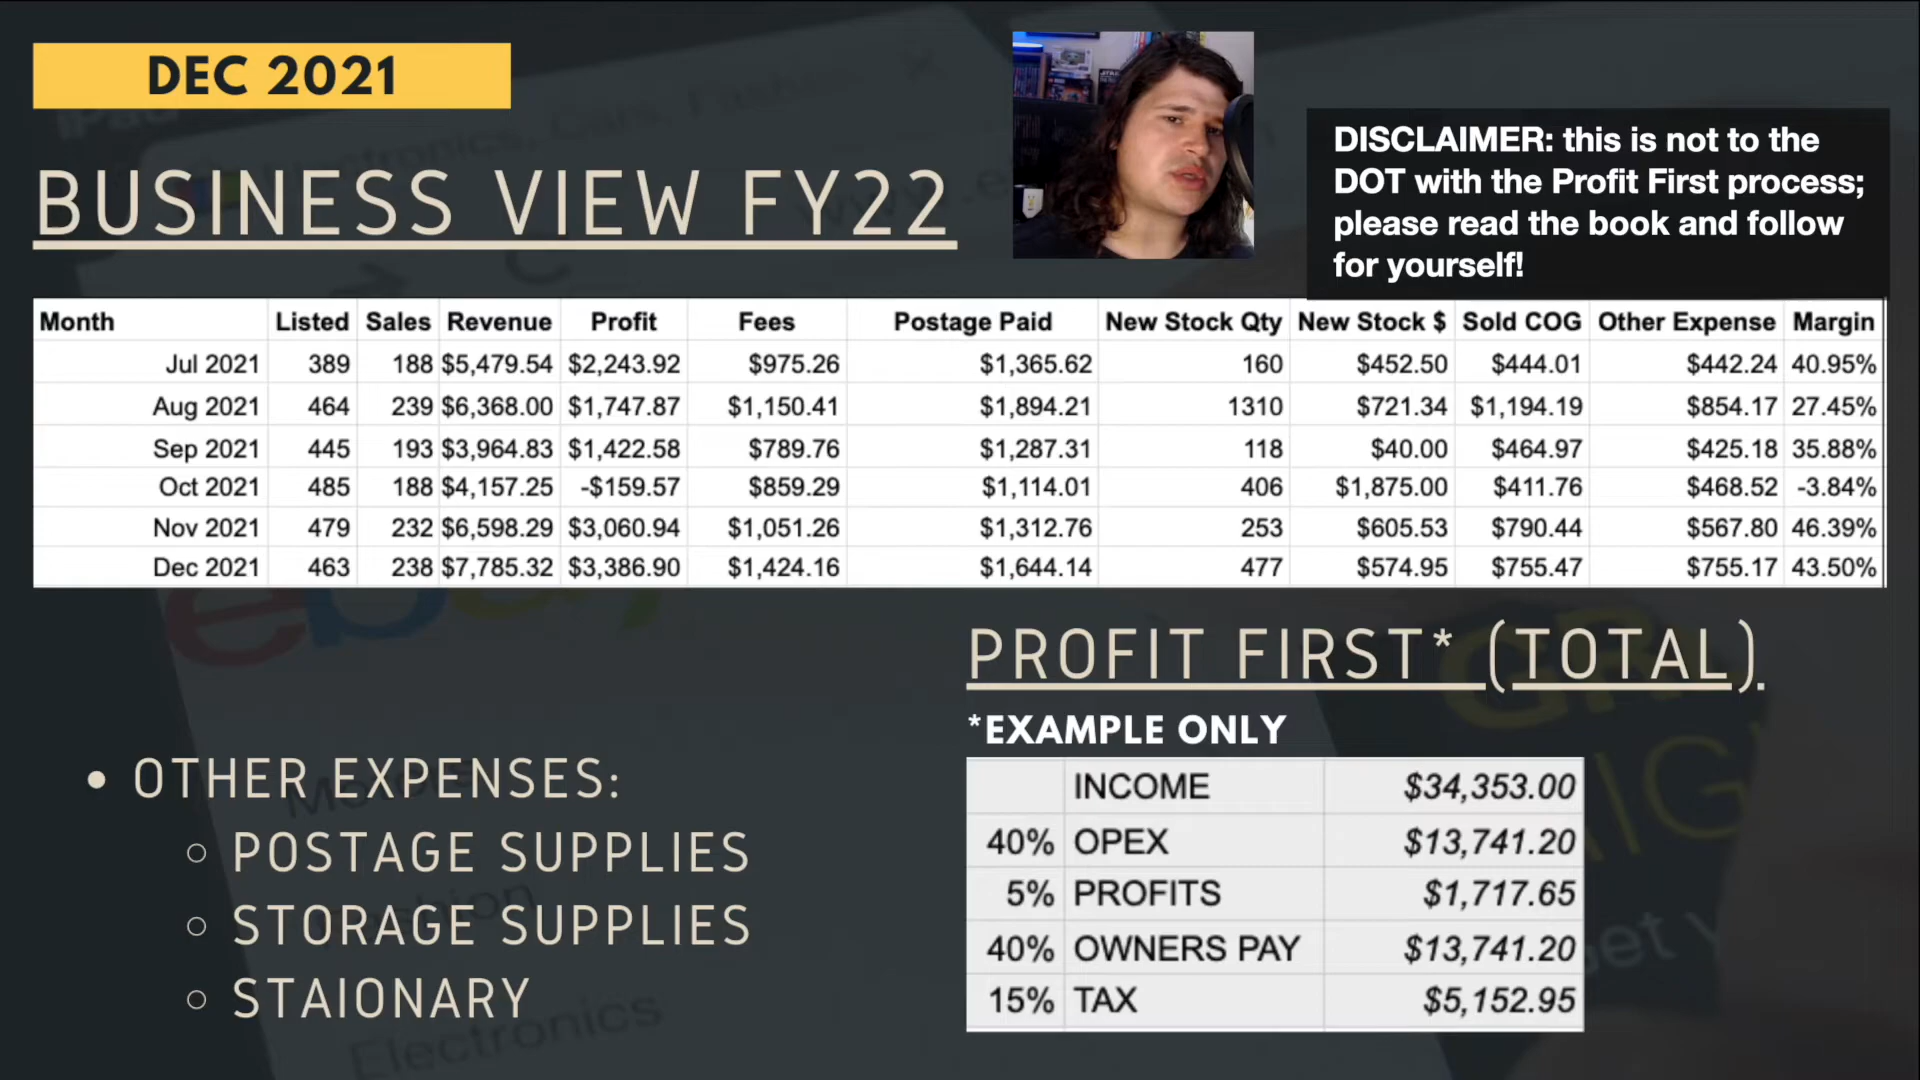 DEC 2021
BUSINESS VIEW FY22
DISCLAIMER: this is not to the
DOT with the Profit First process;
please read the book and follow
for yourself!
Month Listed Sales Revenue Profit Fees Postage Paid New Stock Qty New Stock $ Sold COG Other Expense Margin
Jul 2021 389 188 $5,479.54 $2,243.92 $975.26 $1,365.62 160 $452.50 $444.01 $442.24 40.95%
Aug 2021 464 239 $6,368.00 $1,747.87 $1,150.41 $1,894.21 1310 $721.34 $1,194.19 $854.17 27.45%
Sep 2021 445 193 $3,964.83 $1,422.58 $789.76 $1,287.31 118 $40.00 $464.97 $425.18 35.88%
Oct 2021 485 188 $4,157.25 -$159.57 $859.29 $1,114.01 406 $1,875.00 $411.76 $468.52 -3.84%
Nov 2021 479 232 $6,598.29 $3,060.94 $1,051.26 $1,312.76 253 $605.53 $790.44 $567.80 46.39%
Dec 2021 463 238 $7,785.32 $3,386.90 $1,424.16 $1,644.14 477 $574.95 $755.47 $755.17 43.50%
• OTHER EXPENSES:
○ POSTAGE SUPPLIES
○ STORAGE SUPPLIES
○ STAIONARY
PROFIT FIRST* (TOTAL).
*EXAMPLE ONLY
INCOME $34,353.00
40% OPEX $13,741.20
5% PROFITS $1,717.65
40% OWNERS PAY $13,741.20
15% TAX $5,152.95
ebay
Electronics